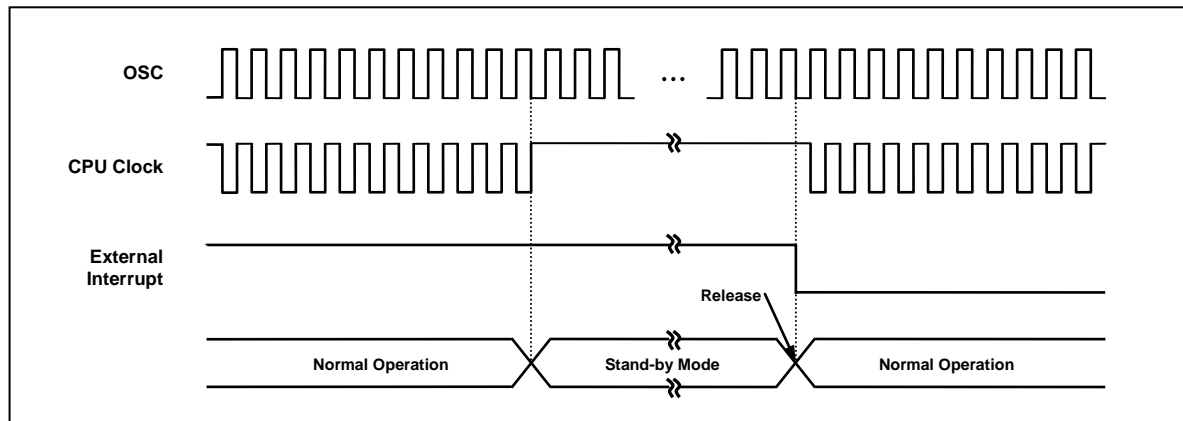 OSC
...
CPU Clock
External
Interrupt
Release
Normal Operation
Stand-by Mode
Normal Operation